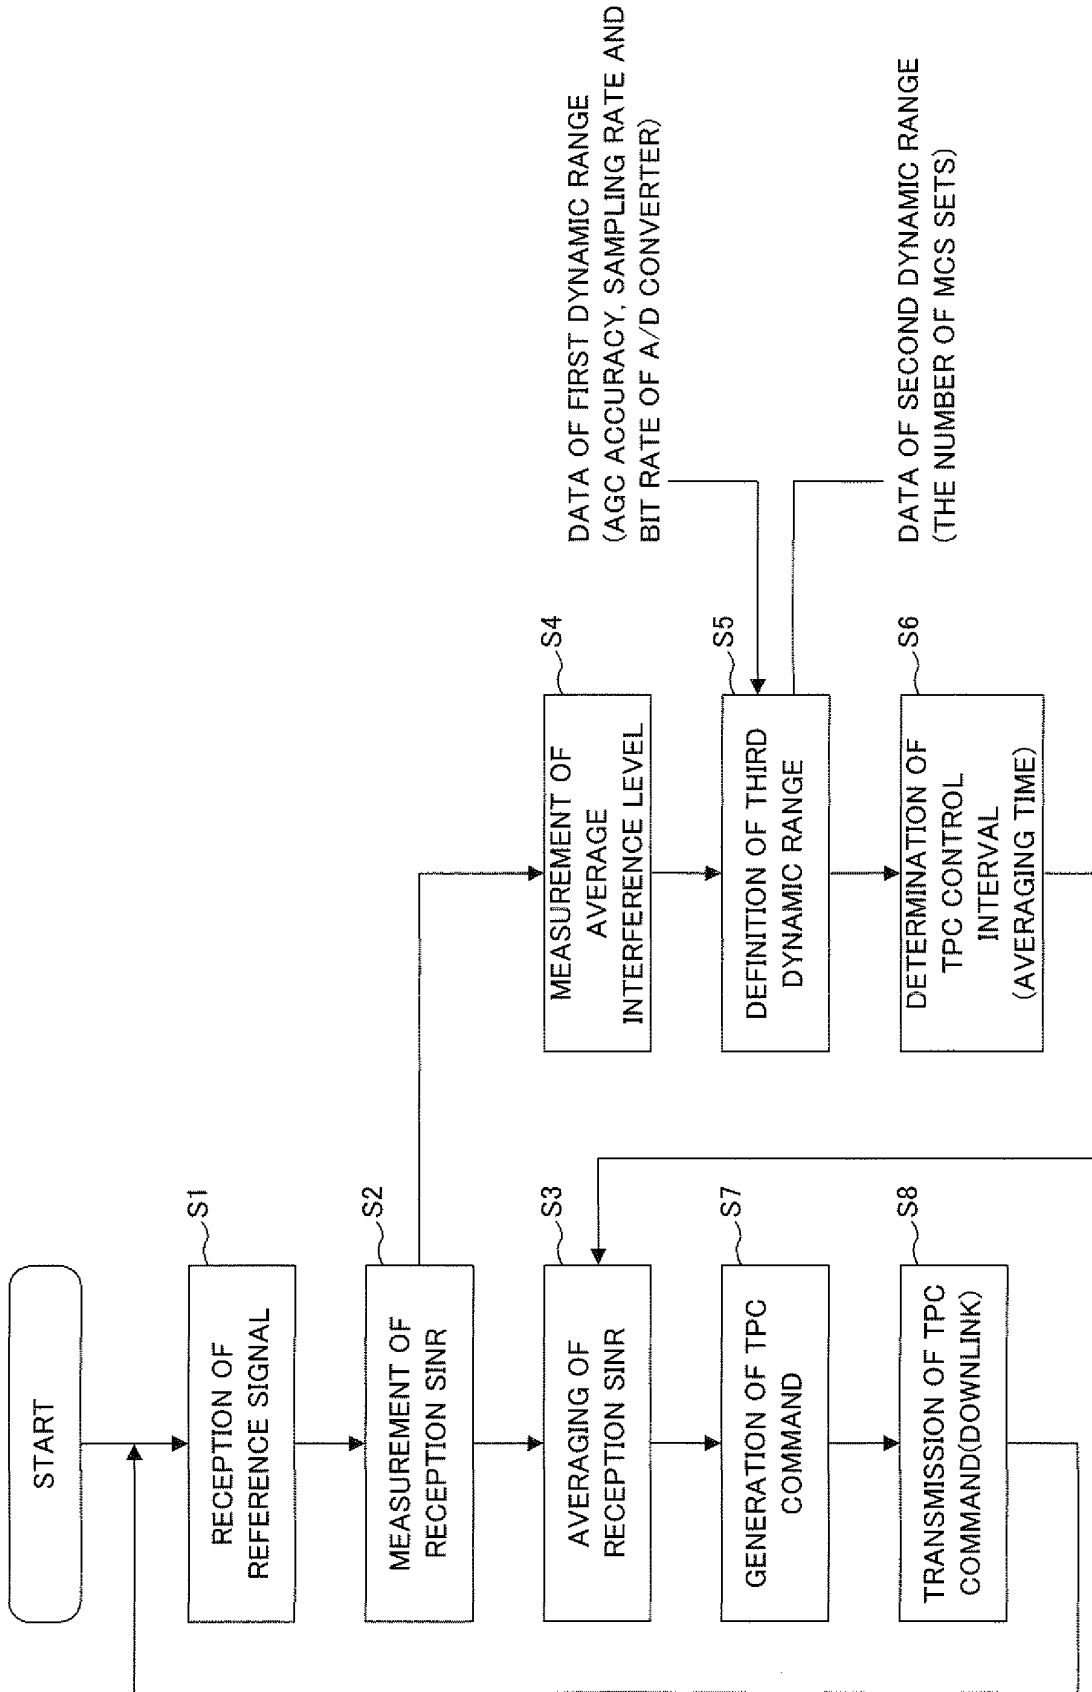 START
S1
RECEPTION OF
REFERENCE SIGNAL
S2
MEASUREMENT OF
RECEPTION SINR
S3
AVERAGING OF
RECEPTION SINR
S7
GENERATION OF TPC
COMMAND
S8
TRANSMISSION OF TPC
COMMAND(DOWNLINK)
S4
MEASUREMENT OF
AVERAGE
INTERFERENCE LEVEL
S5
DEFINITION OF THIRD
DYNAMIC RANGE
S6
DETERMINATION OF
TPC CONTROL
INTERVAL
(AVERAGING TIME)
DATA OF FIRST DYNAMIC RANGE
(AGC ACCURACY, SAMPLING RATE AND
BIT RATE OF A/D CONVERTER)
DATA OF SECOND DYNAMIC RANGE
(THE NUMBER OF MCS SETS)